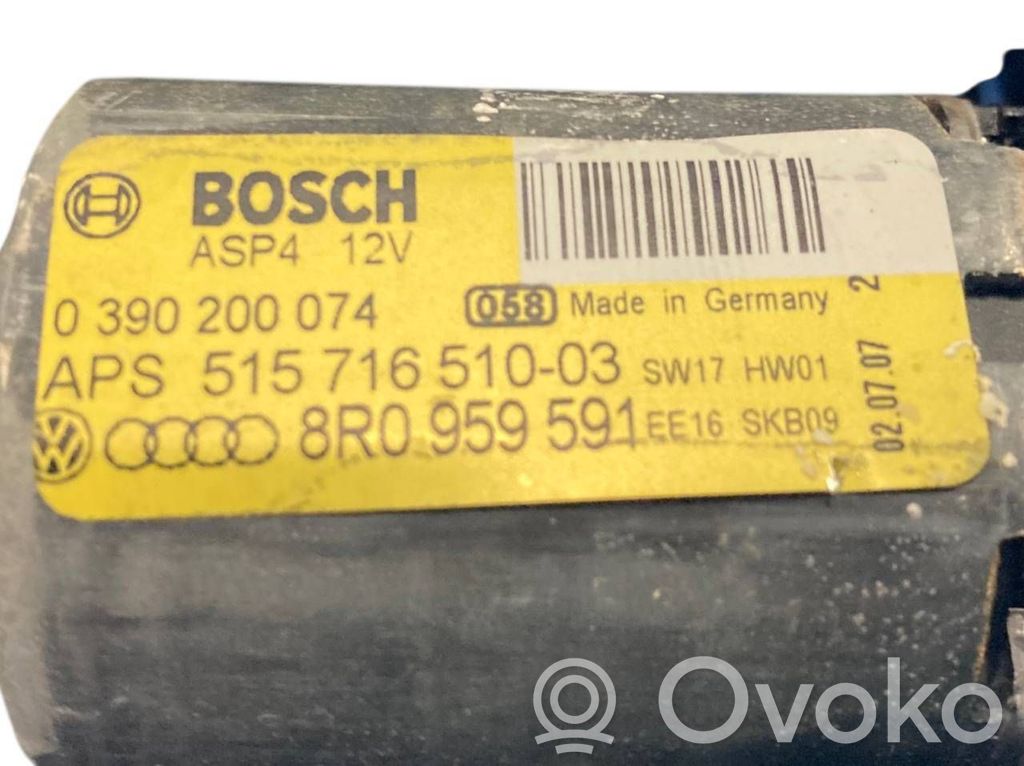 BOSCH
ASP4 12V
0 390 200 074 058 Made in Germany
APS 515 716 510-03 SW17 HW01
8R0 959 591 EE16 SKB09
02.07.07 2
Ovoko